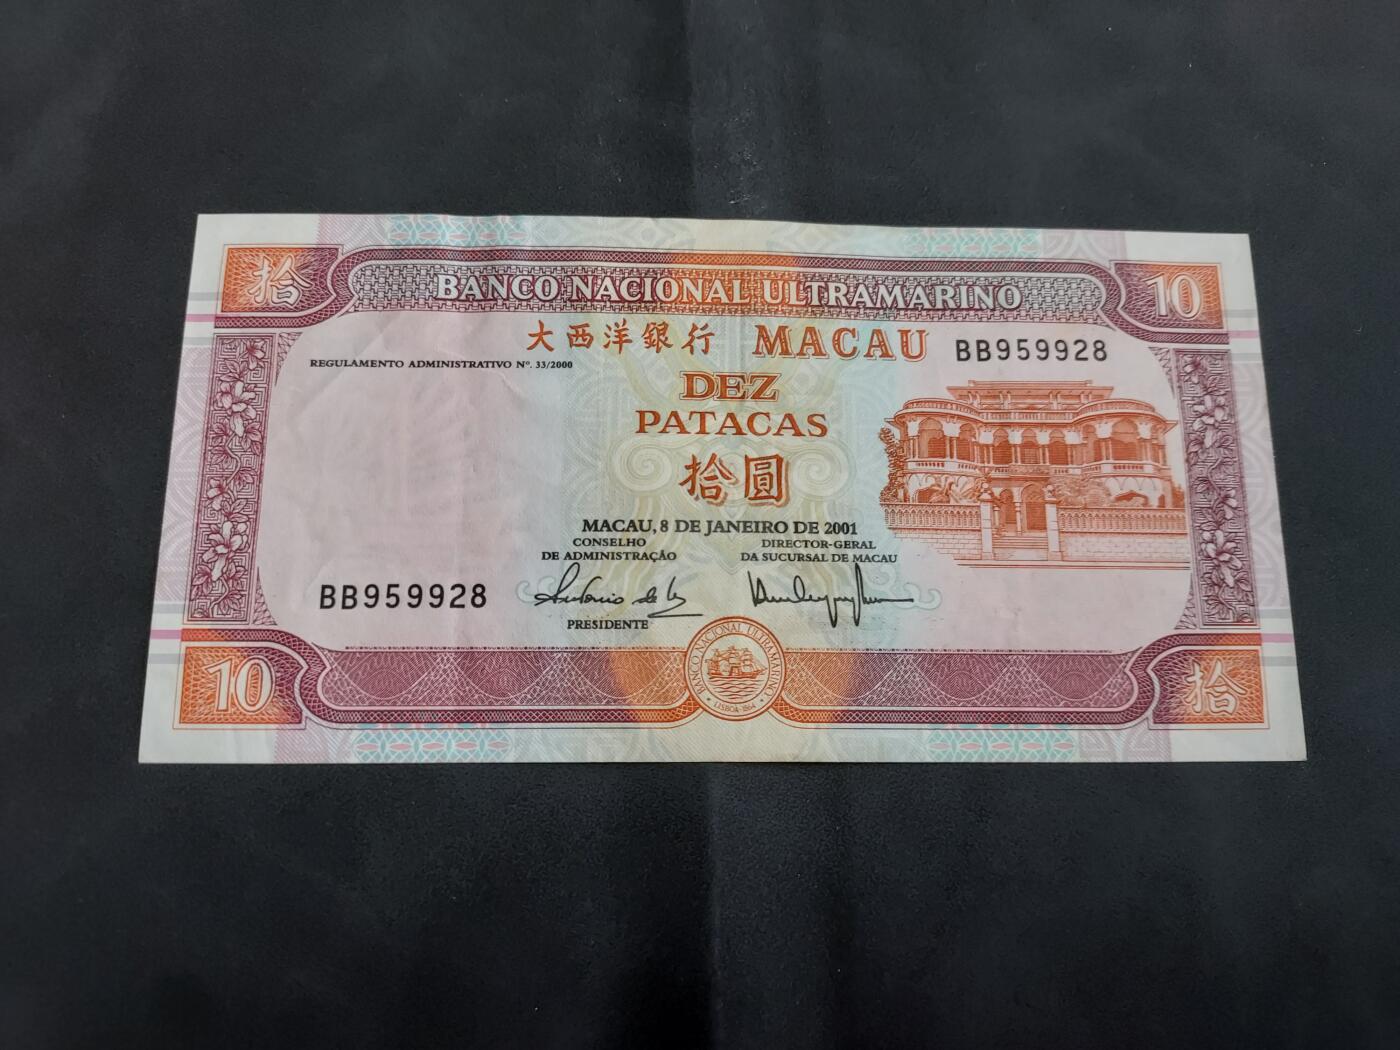 拾 BANCO NACIONAL ULTRAMARINO 10
大西洋銀行 MACAU BB959928
REGULAMENTO ADMINISTRATIVO Nº. 33/2000
DEZ
PATACAS
拾圓
MACAU, 8 DE JANEIRO DE 2001
CONSELHO
DE ADMINISTRAÇÃO
DIRECTOR-GERAL
DA SUCURSAL DE MACAU
BB959928
PRESIDENTE
10 拾
BANCO NACIONAL ULTRAMARINO
LISBOA-1864